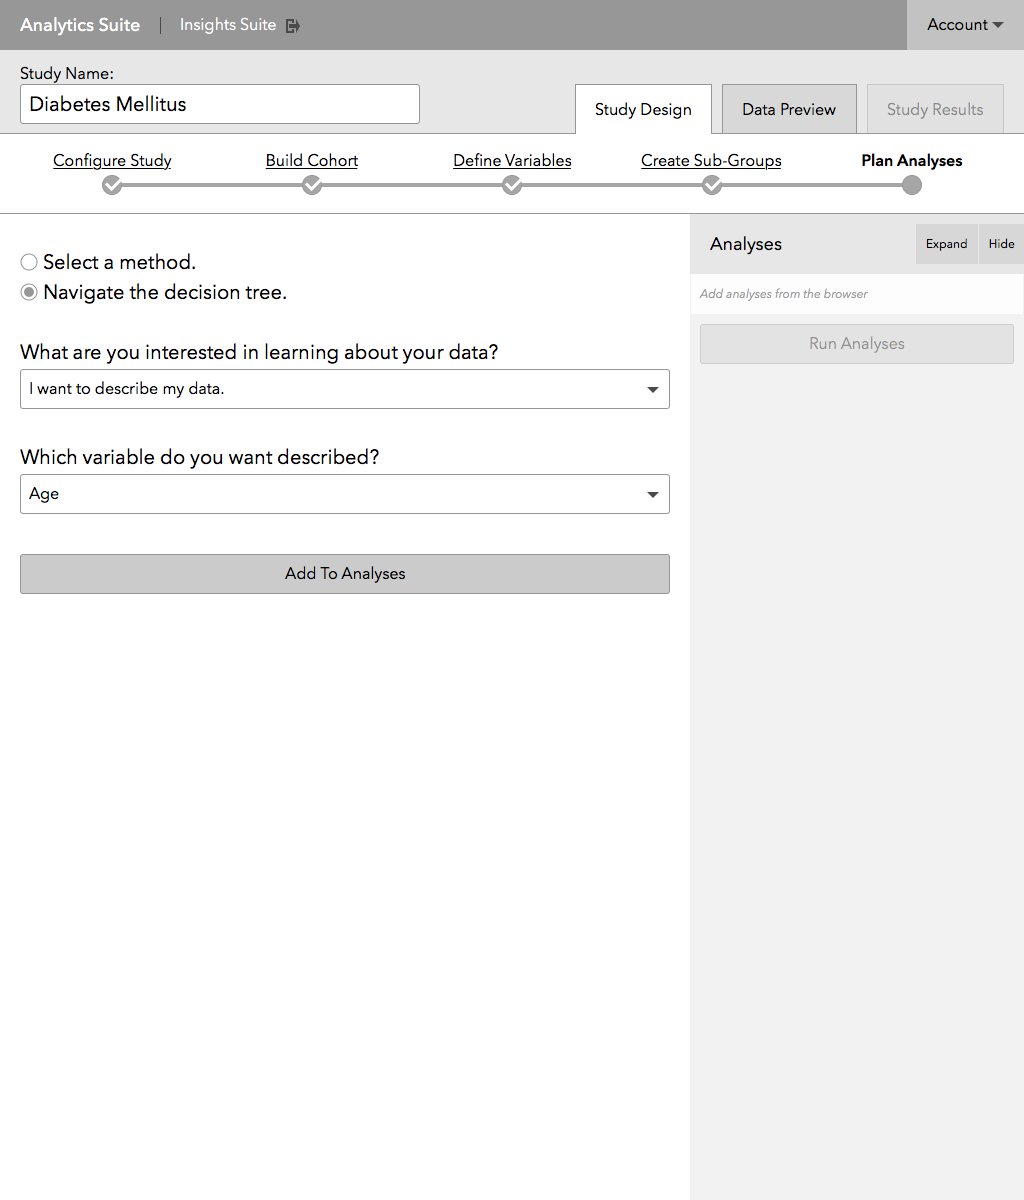 Analytics Suite | Insights Suite Account
Study Name:
Diabetes Mellitus
Study Design Data Preview Study Results
Configure Study Build Cohort Define Variables Create Sub-Groups Plan Analyses
Select a method.
Navigate the decision tree.
What are you interested in learning about your data?
I want to describe my data.
Which variable do you want described?
Age
Add To Analyses
Analyses Expand Hide
Add analyses from the browser
Run Analyses